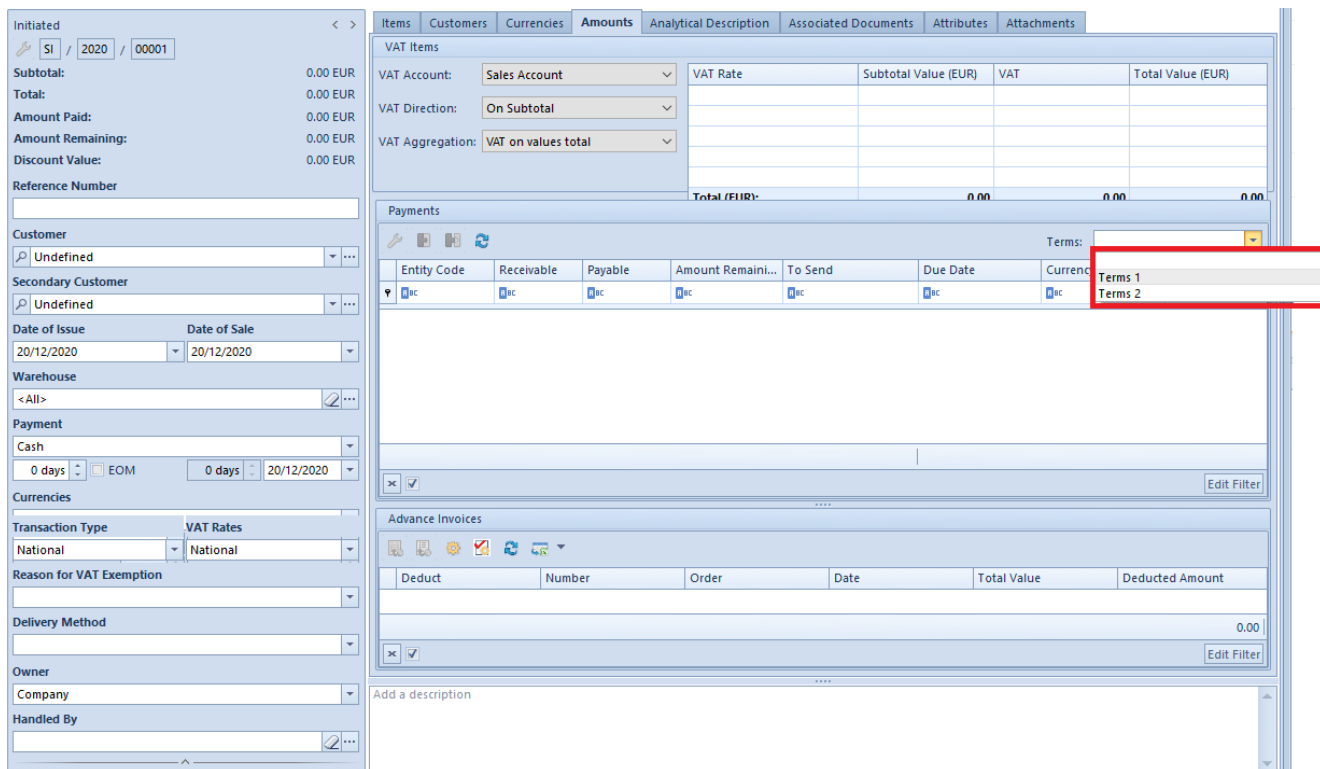 Initiated
SI / 2020 / 00001
Subtotal: 0.00 EUR
Total: 0.00 EUR
Amount Paid: 0.00 EUR
Amount Remaining: 0.00 EUR
Discount Value: 0.00 EUR
Reference Number
Customer
Undefined
Secondary Customer
Undefined
Date of Issue Date of Sale
20/12/2020 20/12/2020
Warehouse
<All>
Payment
Cash
0 days EOM 0 days 20/12/2020
Currencies
Transaction Type VAT Rates
National National
Reason for VAT Exemption
Delivery Method
Owner
Company
Handled By
Items Customers Currencies Amounts Analytical Description Associated Documents Attributes Attachments
VAT Items
VAT Account: Sales Account
VAT Direction: On Subtotal
VAT Aggregation: VAT on values total
VAT Rate Subtotal Value (EUR) VAT Total Value (EUR)
Total (EUR): 0.00 0.00 0.00
Payments
Terms:
Terms 1
Terms 2
Entity Code Receivable Payable Amount Remaini... To Send Due Date Currency
Edit Filter
Advance Invoices
Deduct Number Order Date Total Value Deducted Amount
0.00
Edit Filter
Add a description